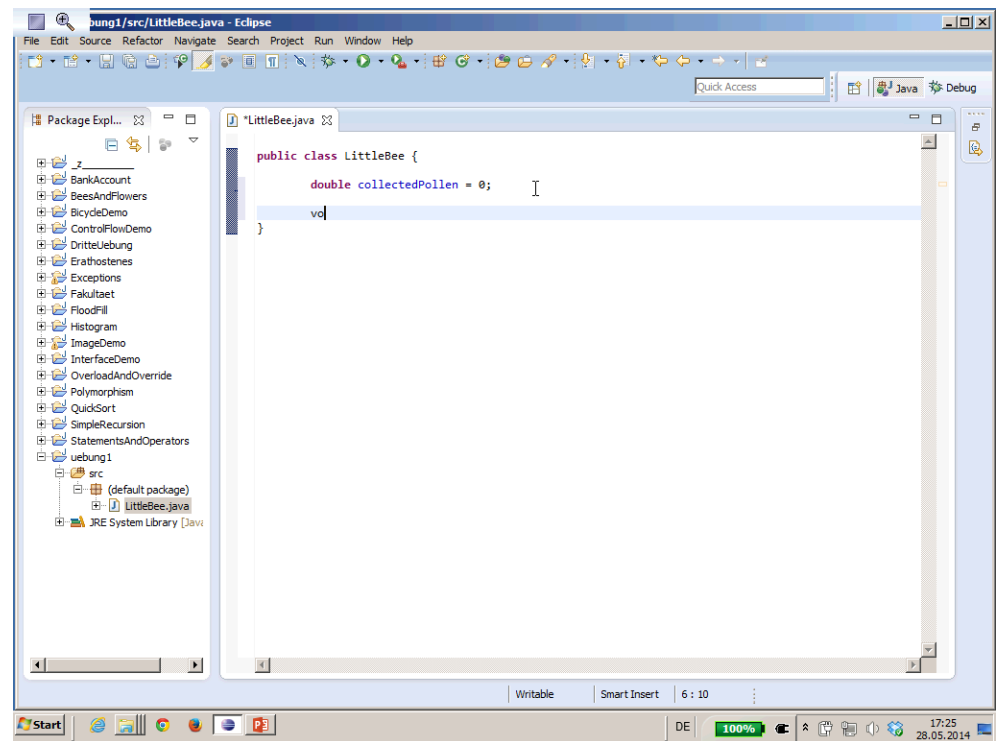 bung1/src/LittleBee.java - Eclipse
File Edit Source Refactor Navigate Search Project Run Window Help
Quick Access
Java
Debug
Package Expl...
*LittleBee.java
_z_________
BankAccount
BeesAndFlowers
BicycleDemo
ControlFlowDemo
DritteUebung
Erathostenes
Exceptions
Fakultaet
FloodFill
Histogram
ImageDemo
InterfaceDemo
OverloadAndOverride
Polymorphism
QuickSort
SimpleRecursion
StatementsAndOperators
uebung1
src
(default package)
LittleBee.java
JRE System Library [Java
public class LittleBee {
double collectedPollen = 0;
vo
}
Writable
Smart Insert
6 : 10
Start
DE
100%
17:25
28.05.2014